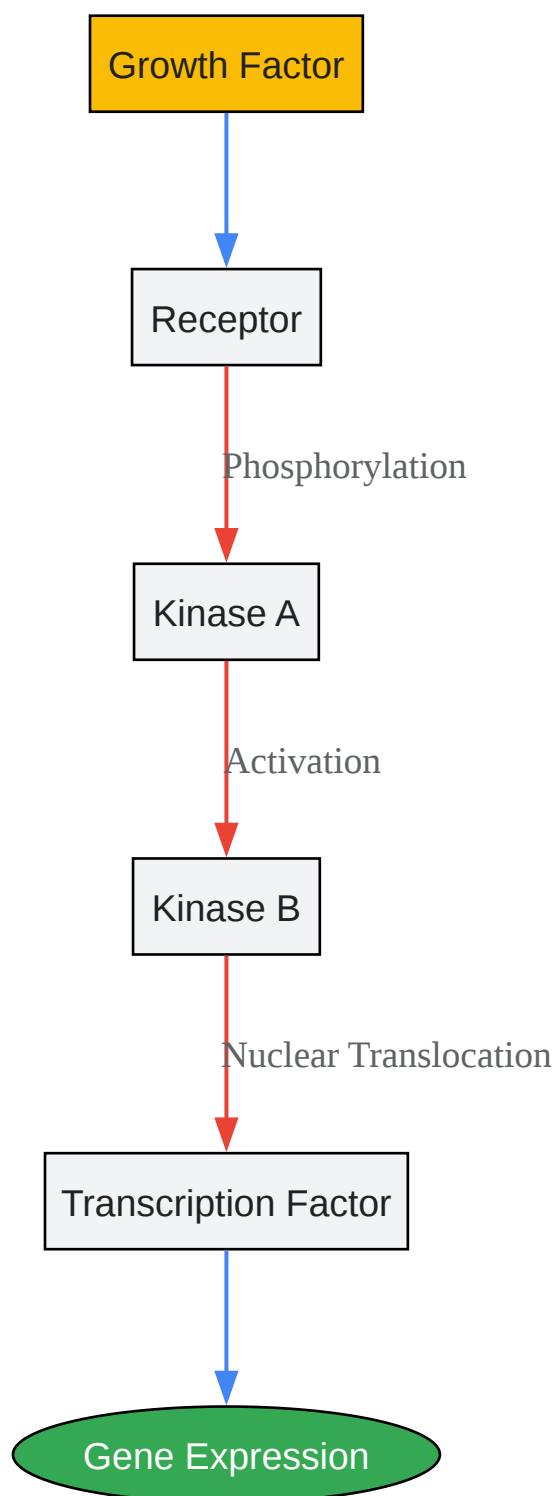 Growth Factor
Receptor
Phosphorylation
Kinase A
Activation
Kinase B
Nuclear Translocation
Transcription Factor
Gene Expression